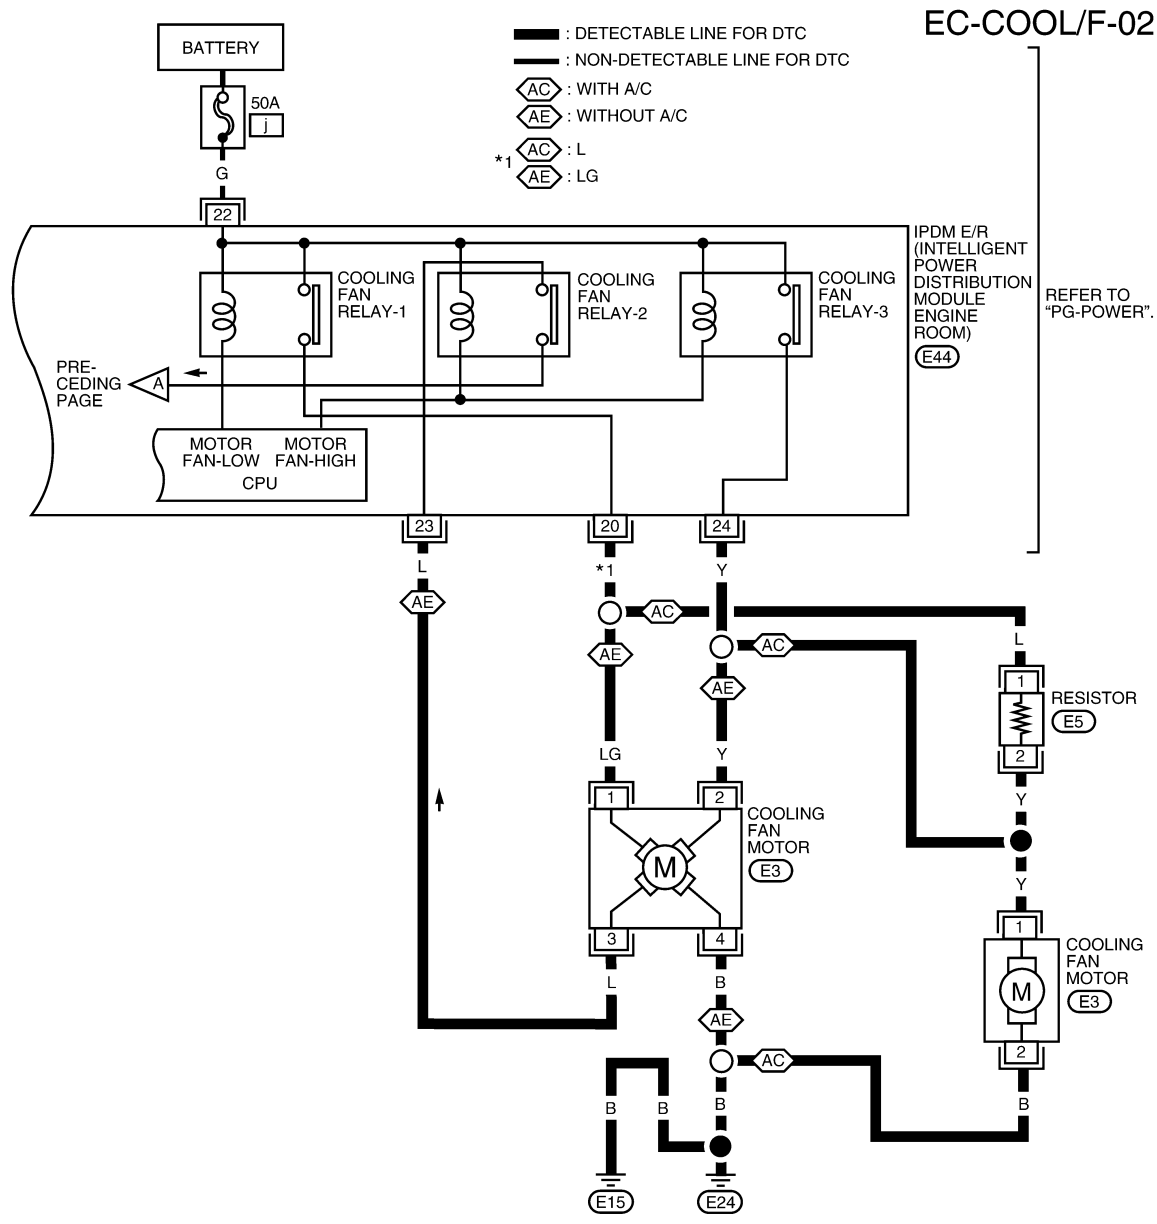 EC-COOL/F-02
BATTERY
50A
j
G
22
: DETECTABLE LINE FOR DTC
: NON-DETECTABLE LINE FOR DTC
AC : WITH A/C
AE : WITHOUT A/C
*1
AC : L
AE : LG
IPDM E/R
(INTELLIGENT
POWER
DISTRIBUTION
MODULE
ENGINE
ROOM)
E44
REFER TO
"PG-POWER".
COOLING
FAN
RELAY-1
COOLING
FAN
RELAY-2
COOLING
FAN
RELAY-3
PRE-
CEDING
PAGE
A
MOTOR
FAN-LOW
MOTOR
FAN-HIGH
CPU
23
20
24
L
*1
Y
AE
AC
AE
AC
AE
L
1
RESISTOR
E5
2
LG
Y
Y
1
2
COOLING
FAN
MOTOR
E3
M
3
4
Y
1
COOLING
FAN
MOTOR
E3
M
2
L
B
AE
AC
B
B
B
B
E15
E24